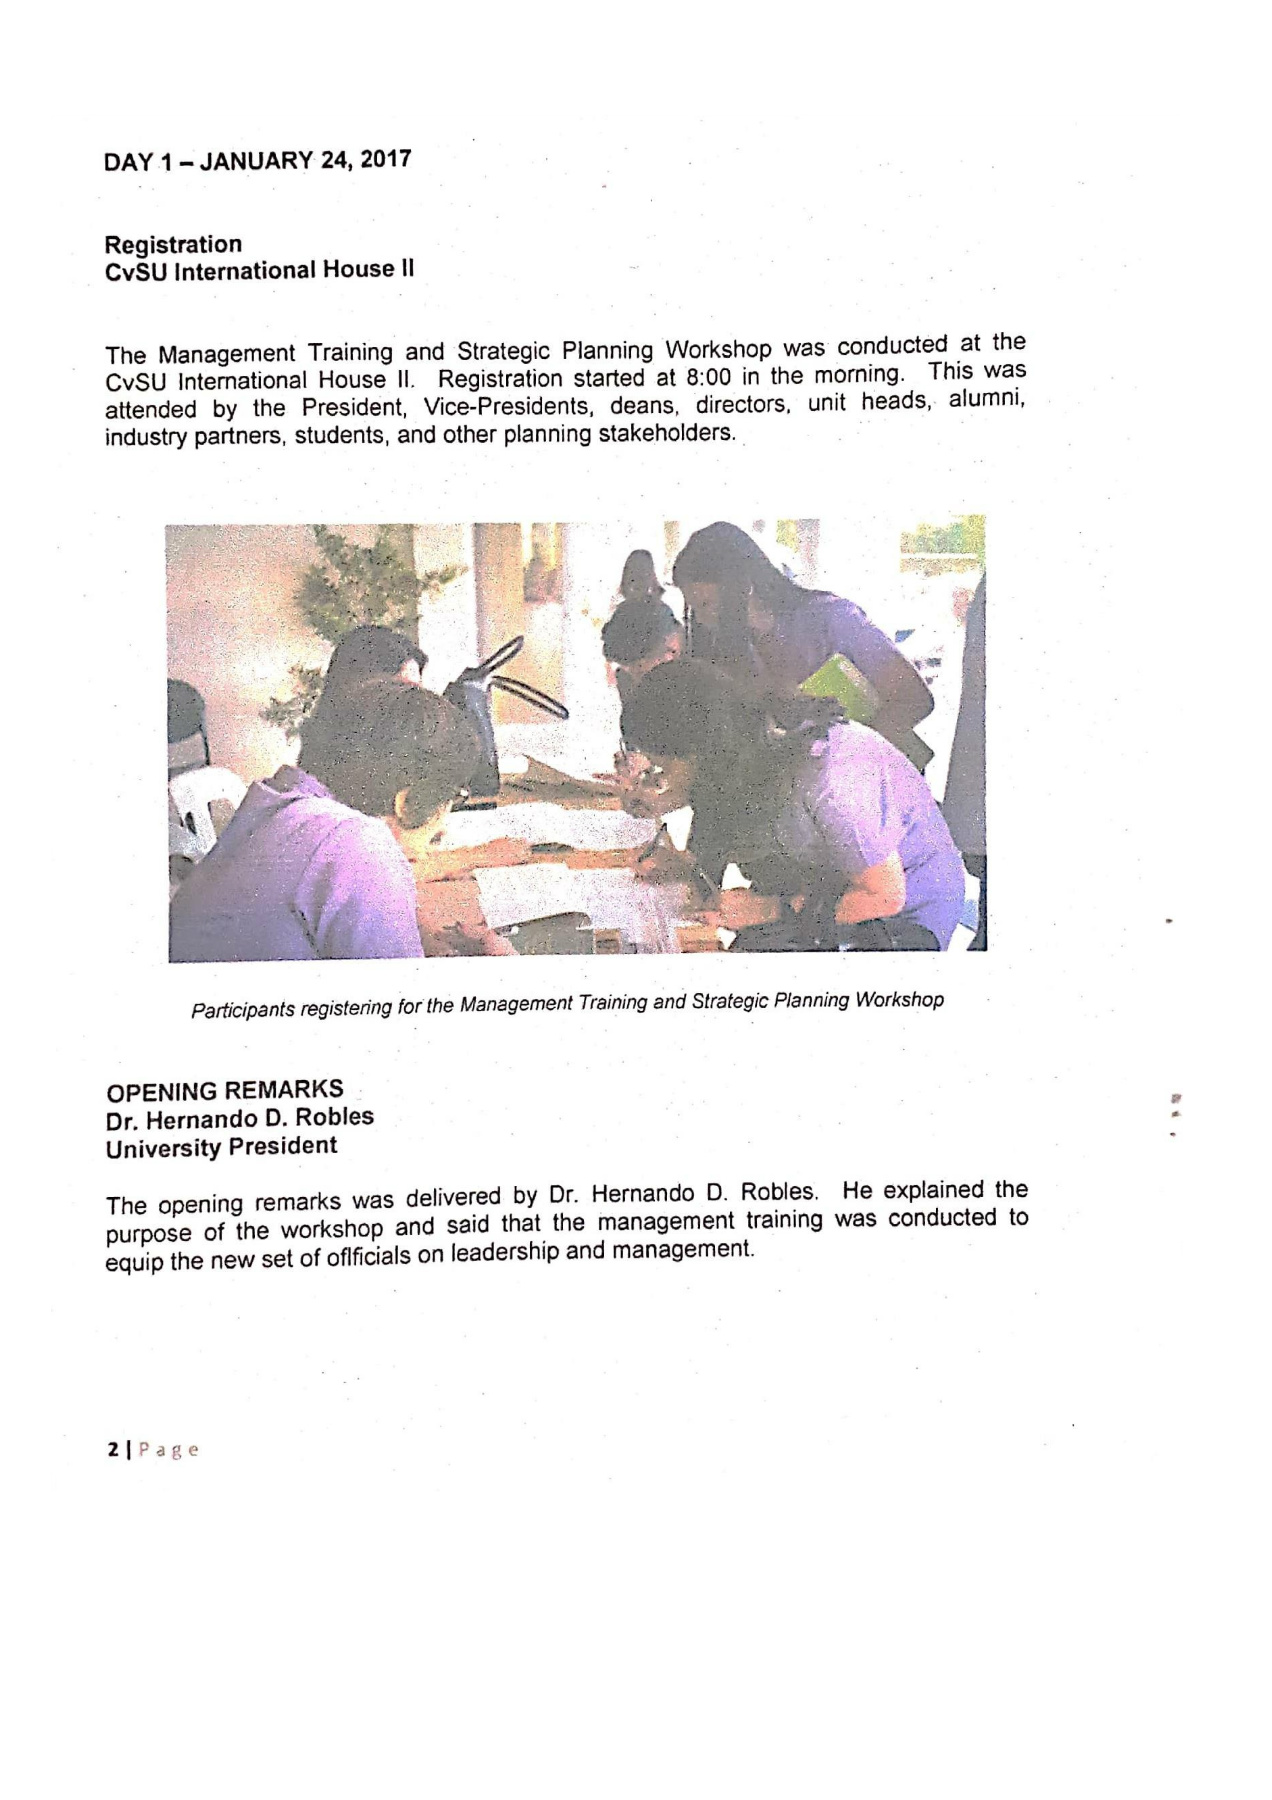 DAY 1 – JANUARY 24, 2017
Registration
CvSU International House II
The Management Training and Strategic Planning Workshop was conducted at the
CvSU International House II. Registration started at 8:00 in the morning. This was
attended by the President, Vice-Presidents, deans, directors, unit heads, alumni,
industry partners, students, and other planning stakeholders.
Participants registering for the Management Training and Strategic Planning Workshop
OPENING REMARKS
Dr. Hernando D. Robles
University President
The opening remarks was delivered by Dr. Hernando D. Robles. He explained the
purpose of the workshop and said that the management training was conducted to
equip the new set of oflficials on leadership and management.
2 | Page